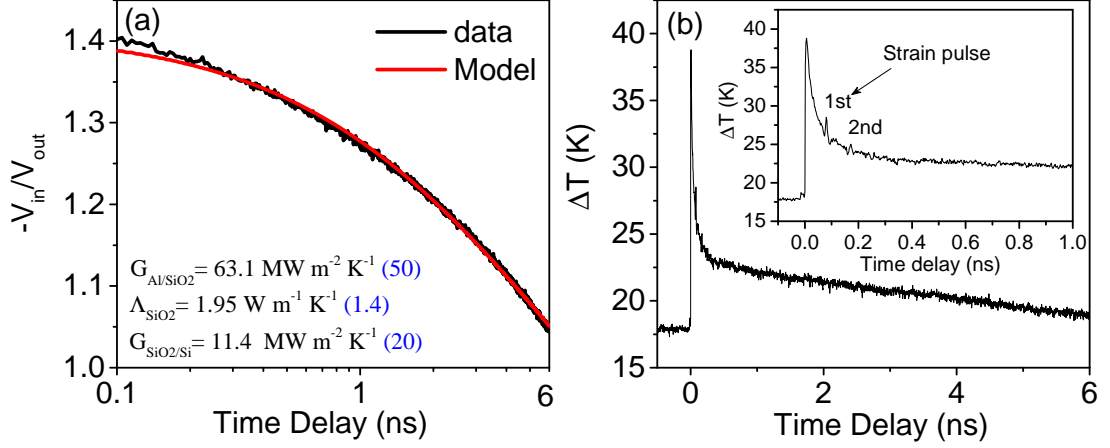 (a)
data
Model
1.4
1.3
1.2
1.1
1.0
-V_in/V_out
G_Al/SiO2= 63.1 MW m^-2 K^-1 (50)
Λ_SiO2= 1.95 W m^-1 K^-1 (1.4)
G_SiO2/Si= 11.4 MW m^-2 K^-1 (20)
0.1 1 6
Time Delay (ns)
(b)
40
35
30
25
20
15
ΔT (K)
0 2 4 6
Time Delay (ns)
Strain pulse
1st
2nd
40
35
30
25
20
15
ΔT (K)
0.0 0.2 0.4 0.6 0.8 1.0
Time delay (ns)